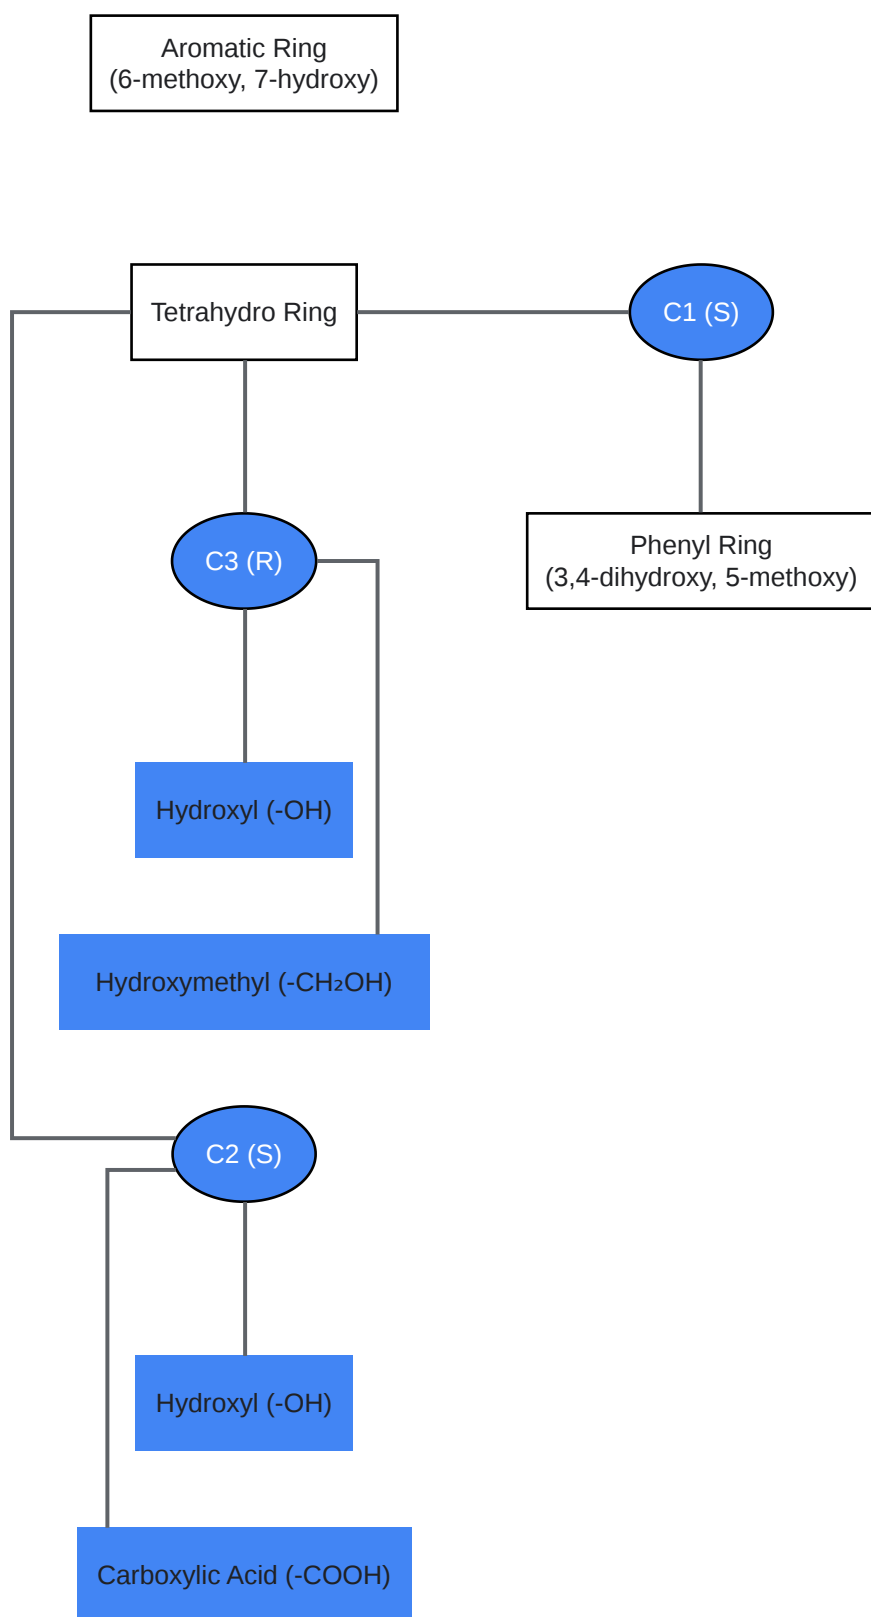 Aromatic Ring
(6-methoxy, 7-hydroxy)
Tetrahydro Ring
C1 (S)
C3 (R)
Phenyl Ring
(3,4-dihydroxy, 5-methoxy)
Hydroxyl (-OH)
Hydroxymethyl (-CH₂OH)
C2 (S)
Hydroxyl (-OH)
Carboxylic Acid (-COOH)